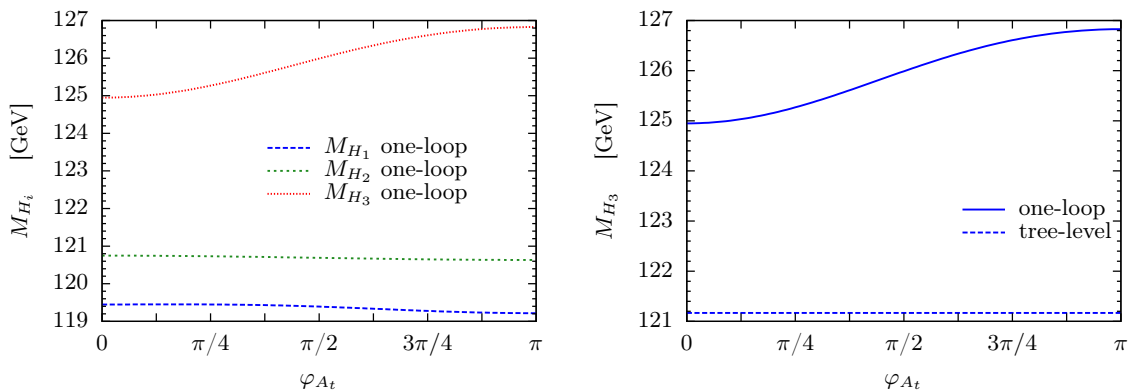 127
126
125
124
123
122
121
120
119
M_{H_i} [GeV]
M_{H_1} one-loop
M_{H_2} one-loop
M_{H_3} one-loop
0 π/4 π/2 3π/4 π
φ_{A_t}
127
126
125
124
123
122
121
M_{H_3} [GeV]
one-loop
tree-level
0 π/4 π/2 3π/4 π
φ_{A_t}